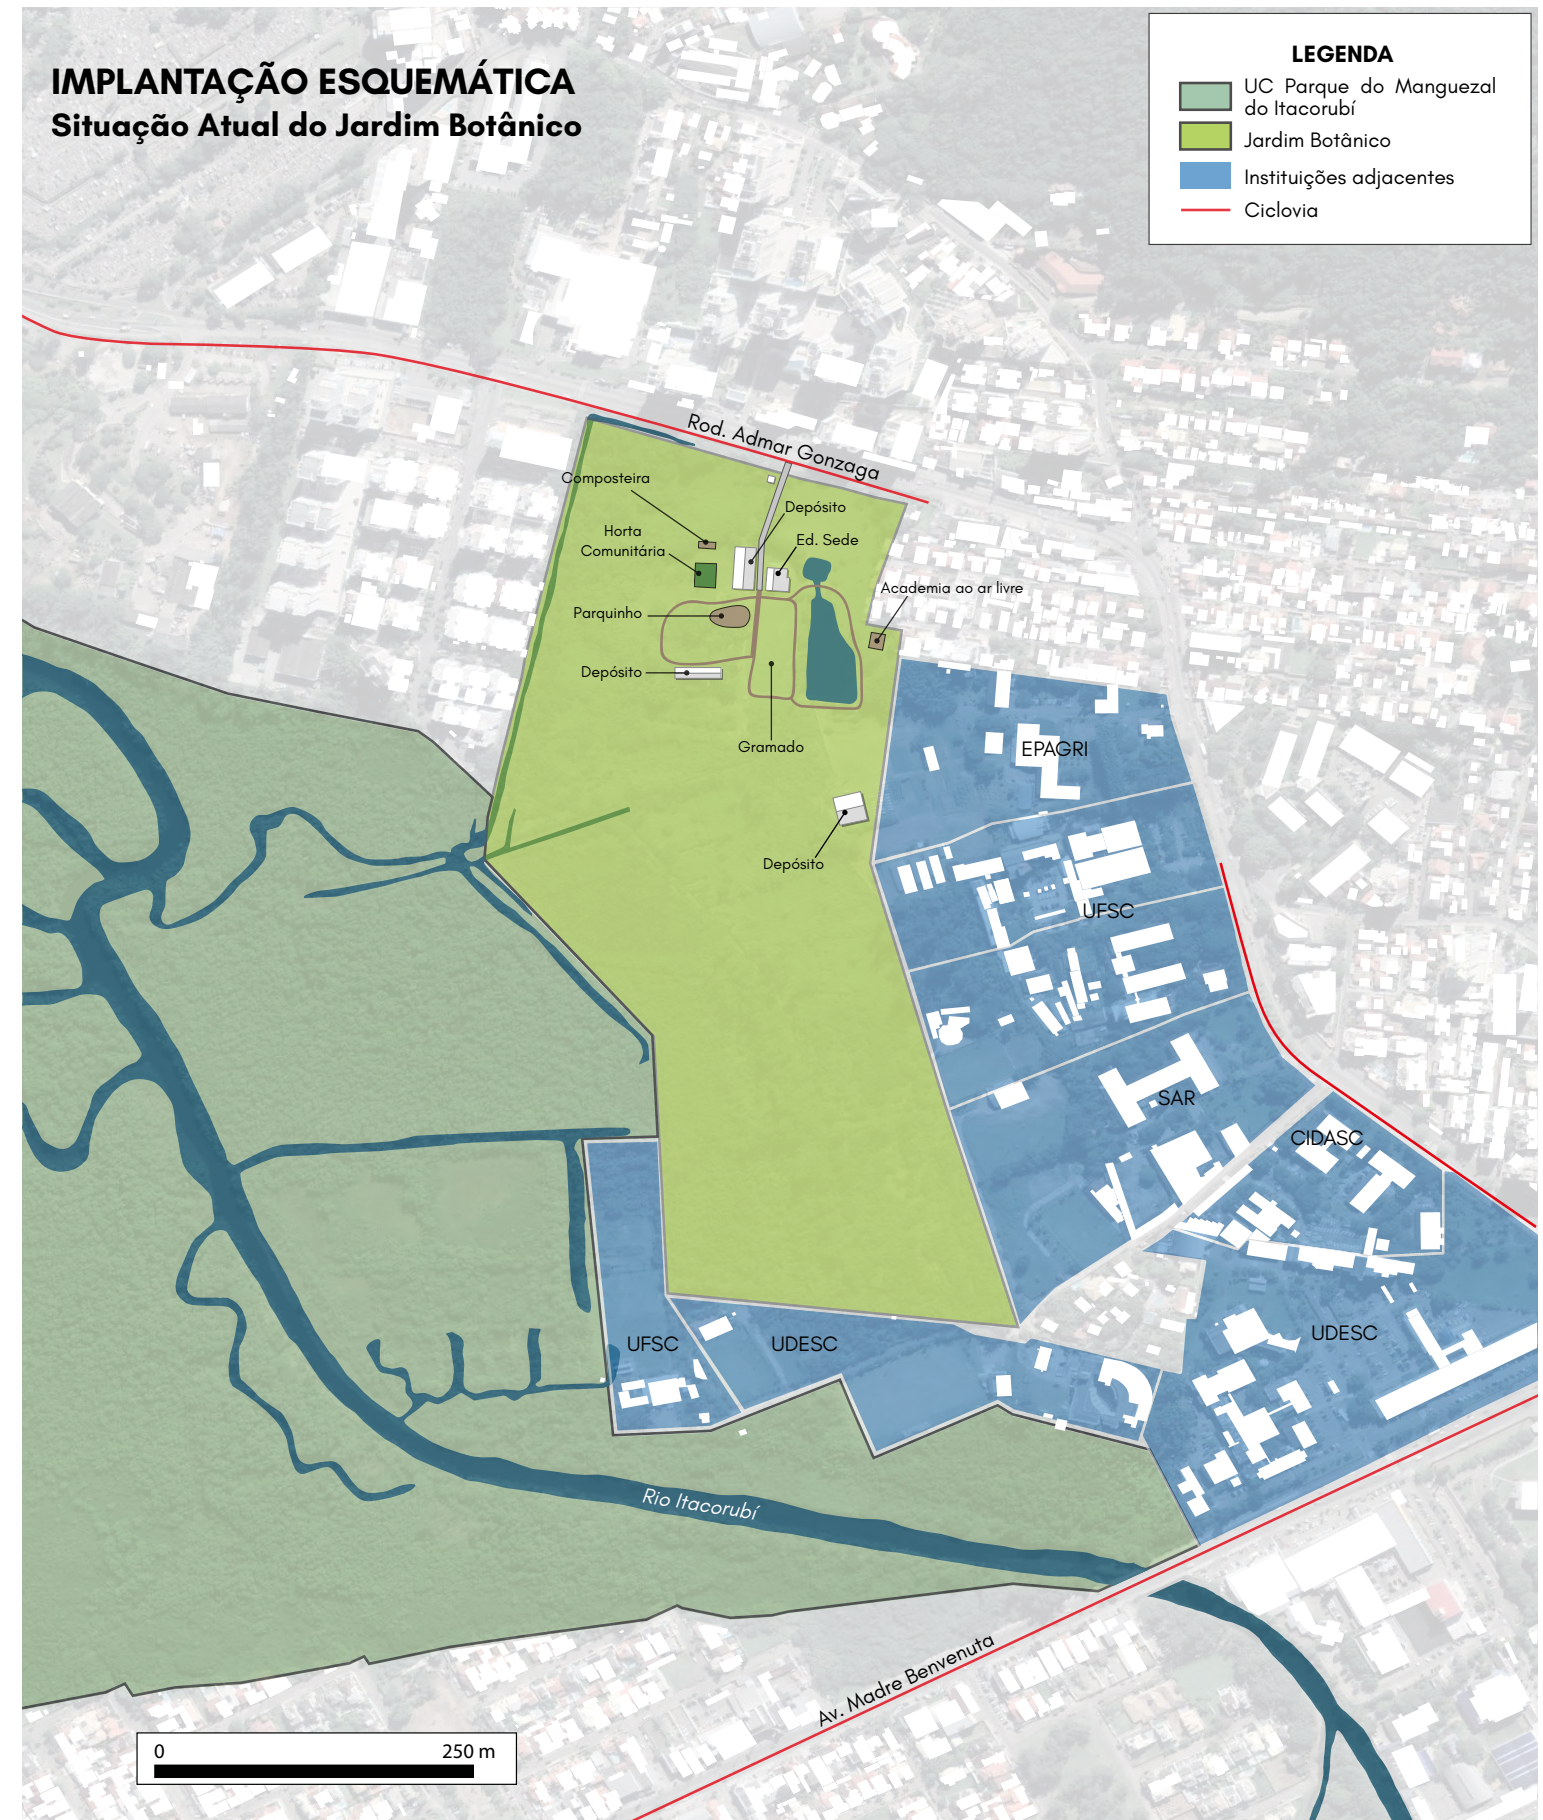 IMPLANTAÇÃO ESQUEMÁTICA
Situação Atual do Jardim Botânico
LEGENDA
UC Parque do Manguezal
do Itacorubí
Jardim Botânico
Instituições adjacentes
Ciclovia
Rod. Admar Gonzaga
Composteira
Depósito
Horta
Comunitária
Ed. Sede
Academia ao ar livre
Parquinho
Depósito
Gramado
EPAGRI
Depósito
UFSC
SAR
CIDASC
UFSC
UDESC
UDESC
Rio Itacorubí
Av. Madre Benvenuta
0
250 m